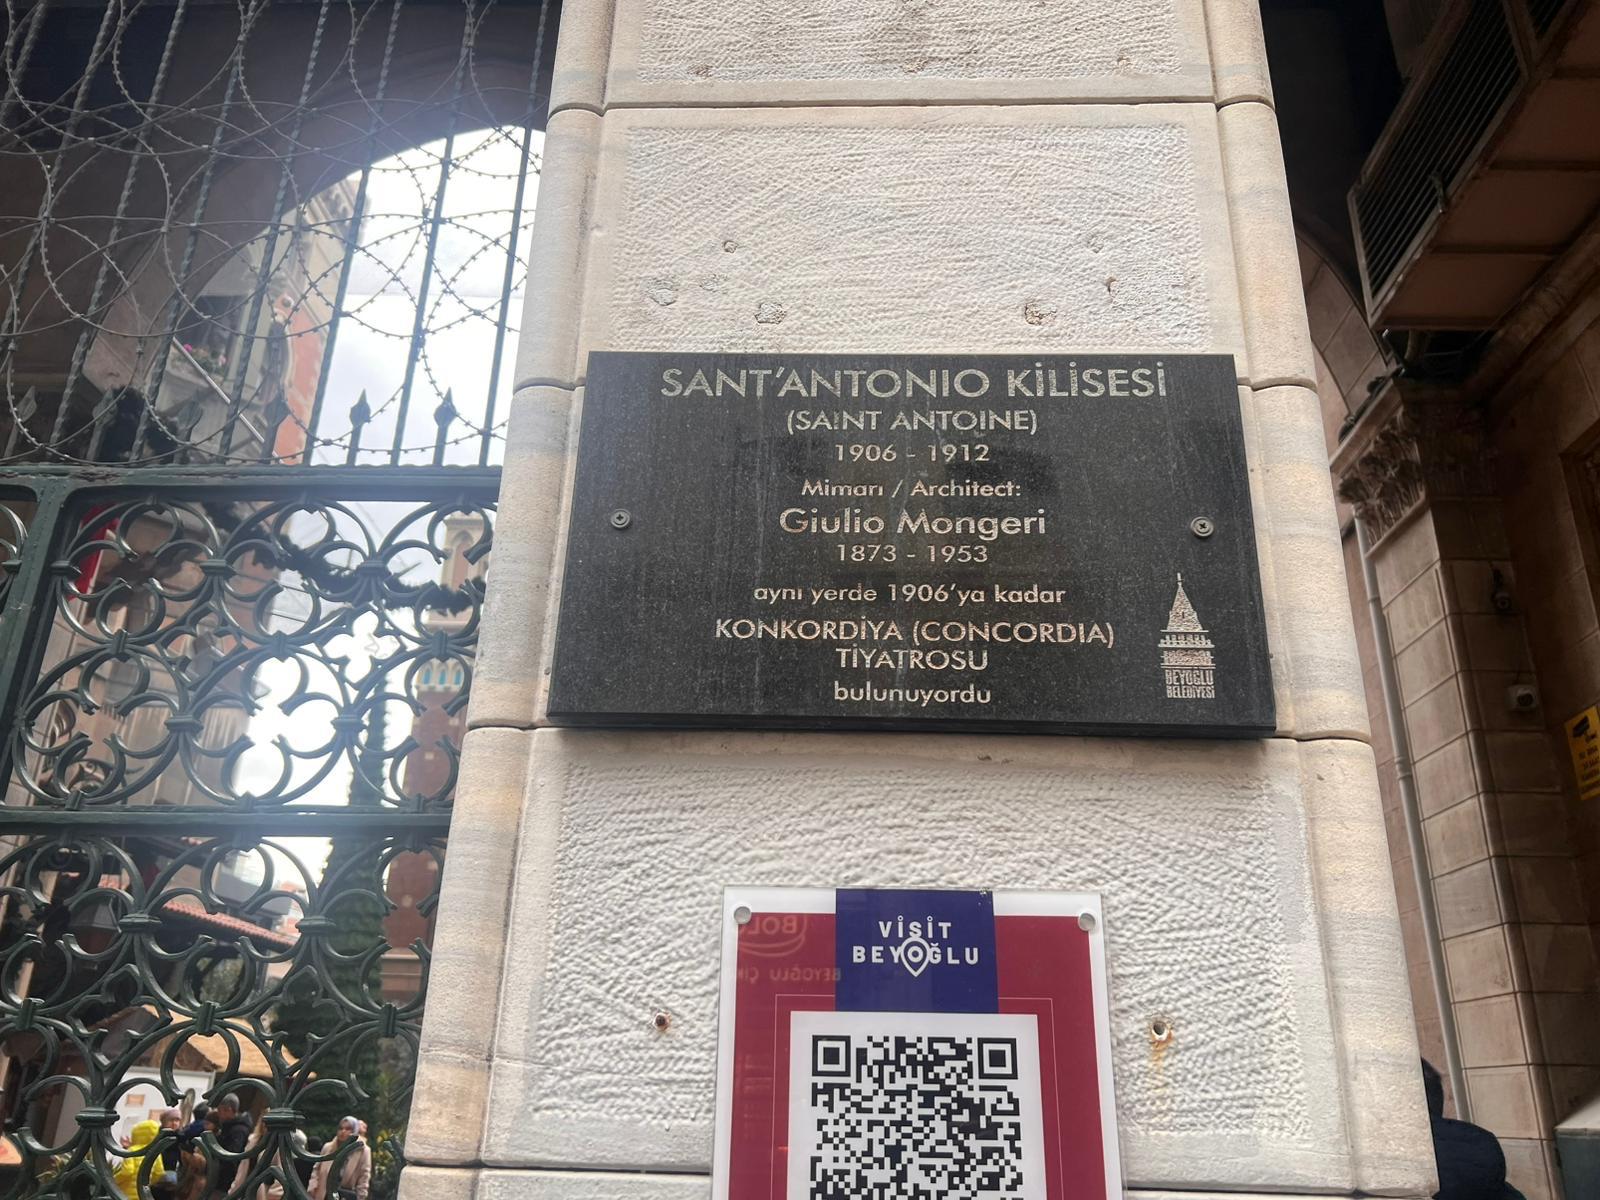 SANT'ANTONIO KİLİSESİ
(SAINT ANTOINE)
1906 - 1912
Mimarı / Architect:
Giulio Mongeri
1873 - 1953
aynı yerde 1906'ya kadar
KONKORDİYA (CONCORDIA)
TİYATROSU
bulunuyordu
BEYOĞLU
BELEDİYESİ
VİSİT
BEYOĞLU